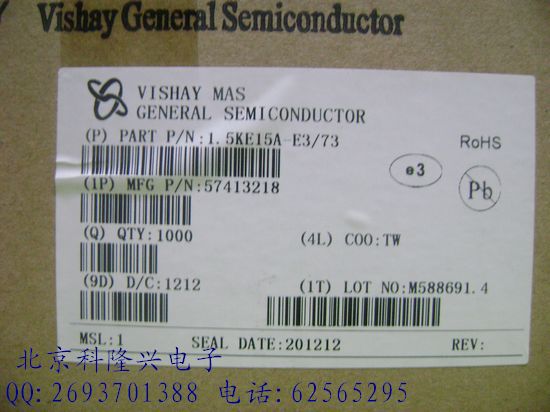 Y Vishay General Semiconductor
VISHAY MAS
GENERAL SEMICONDUCTOR
(P) PART P/N:1.5KE15A-E3/73
RoHS
e3
Pb
(1P) MFG P/N:57413218
(Q) QTY:1000
(4L) COO:TW
(9D) D/C:1212
(1T) LOT NO:M588691.4
MSL:1 SEAL DATE:201212 REV:
北京科隆兴电子
QQ:2693701388 电话:62565295